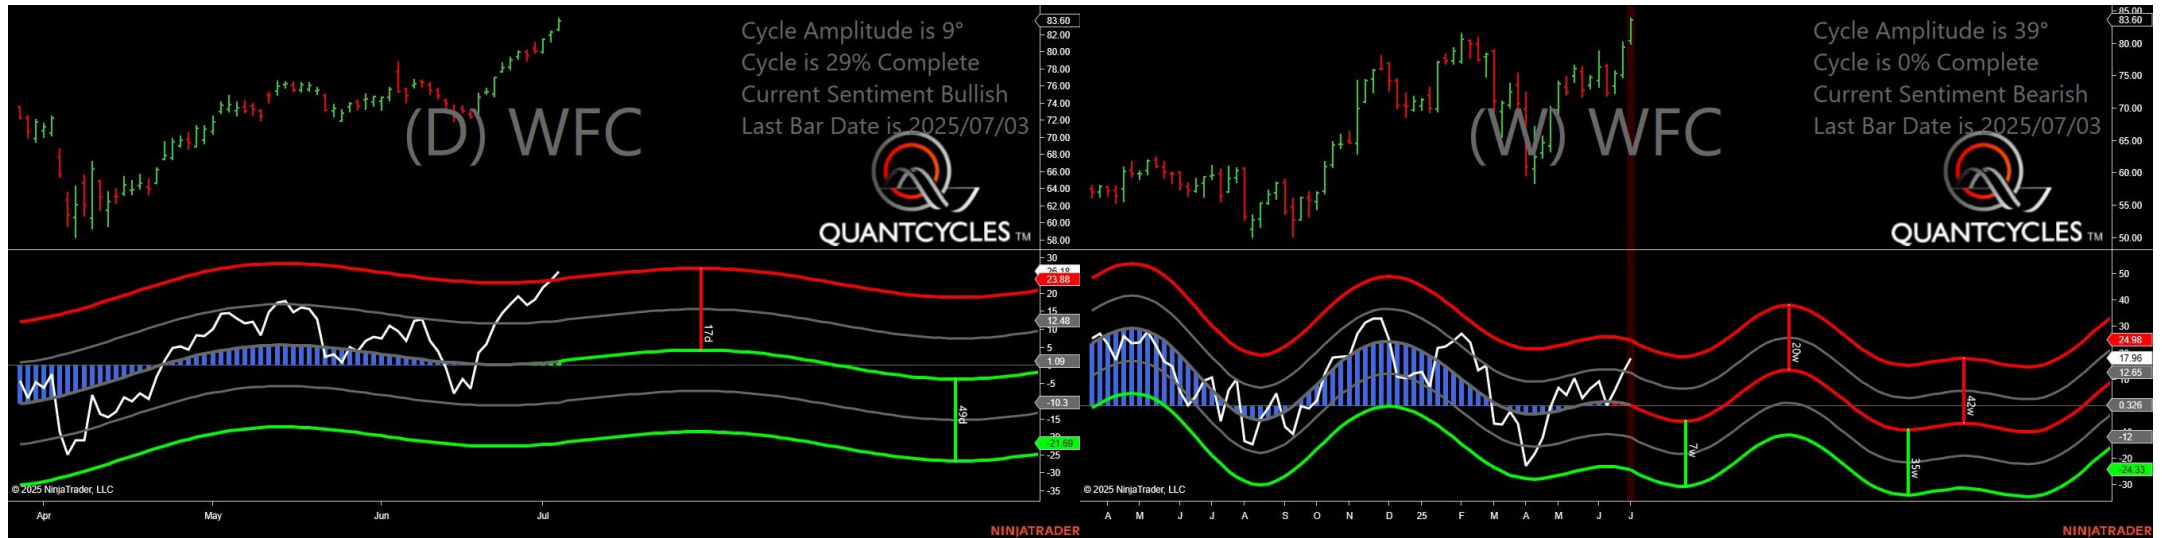 Cycle Amplitude is 9°
Cycle is 29% Complete
Current Sentiment Bullish
Last Bar Date is 2025/07/03
(D) WFC
QUANTCYCLES TM
83.60
82.00
80.00
78.00
76.00
74.00
72.00
70.00
68.00
66.00
64.00
62.00
60.00
58.00
30
26.18
23.88
20
15
12.48
10
5
1.09
-5
-10.3
-15
-21.69
-25
-30
-35
17d
49d
© 2025 NinjaTrader, LLC
Apr May Jun Jul
NINJATRADER
Cycle Amplitude is 39°
Cycle is 0% Complete
Current Sentiment Bearish
Last Bar Date is 2025/07/03
(W) WFC
QUANTCYCLES TM
85.00
83.60
80.00
75.00
70.00
65.00
60.00
55.00
50.00
50
40
30
24.98
17.96
12.65
10
0.326
-12
-20
-24.33
-30
7w
20w
35w
42w
© 2025 NinjaTrader, LLC
A M J J A S O N D 25 F M A M J J
NINJATRADER